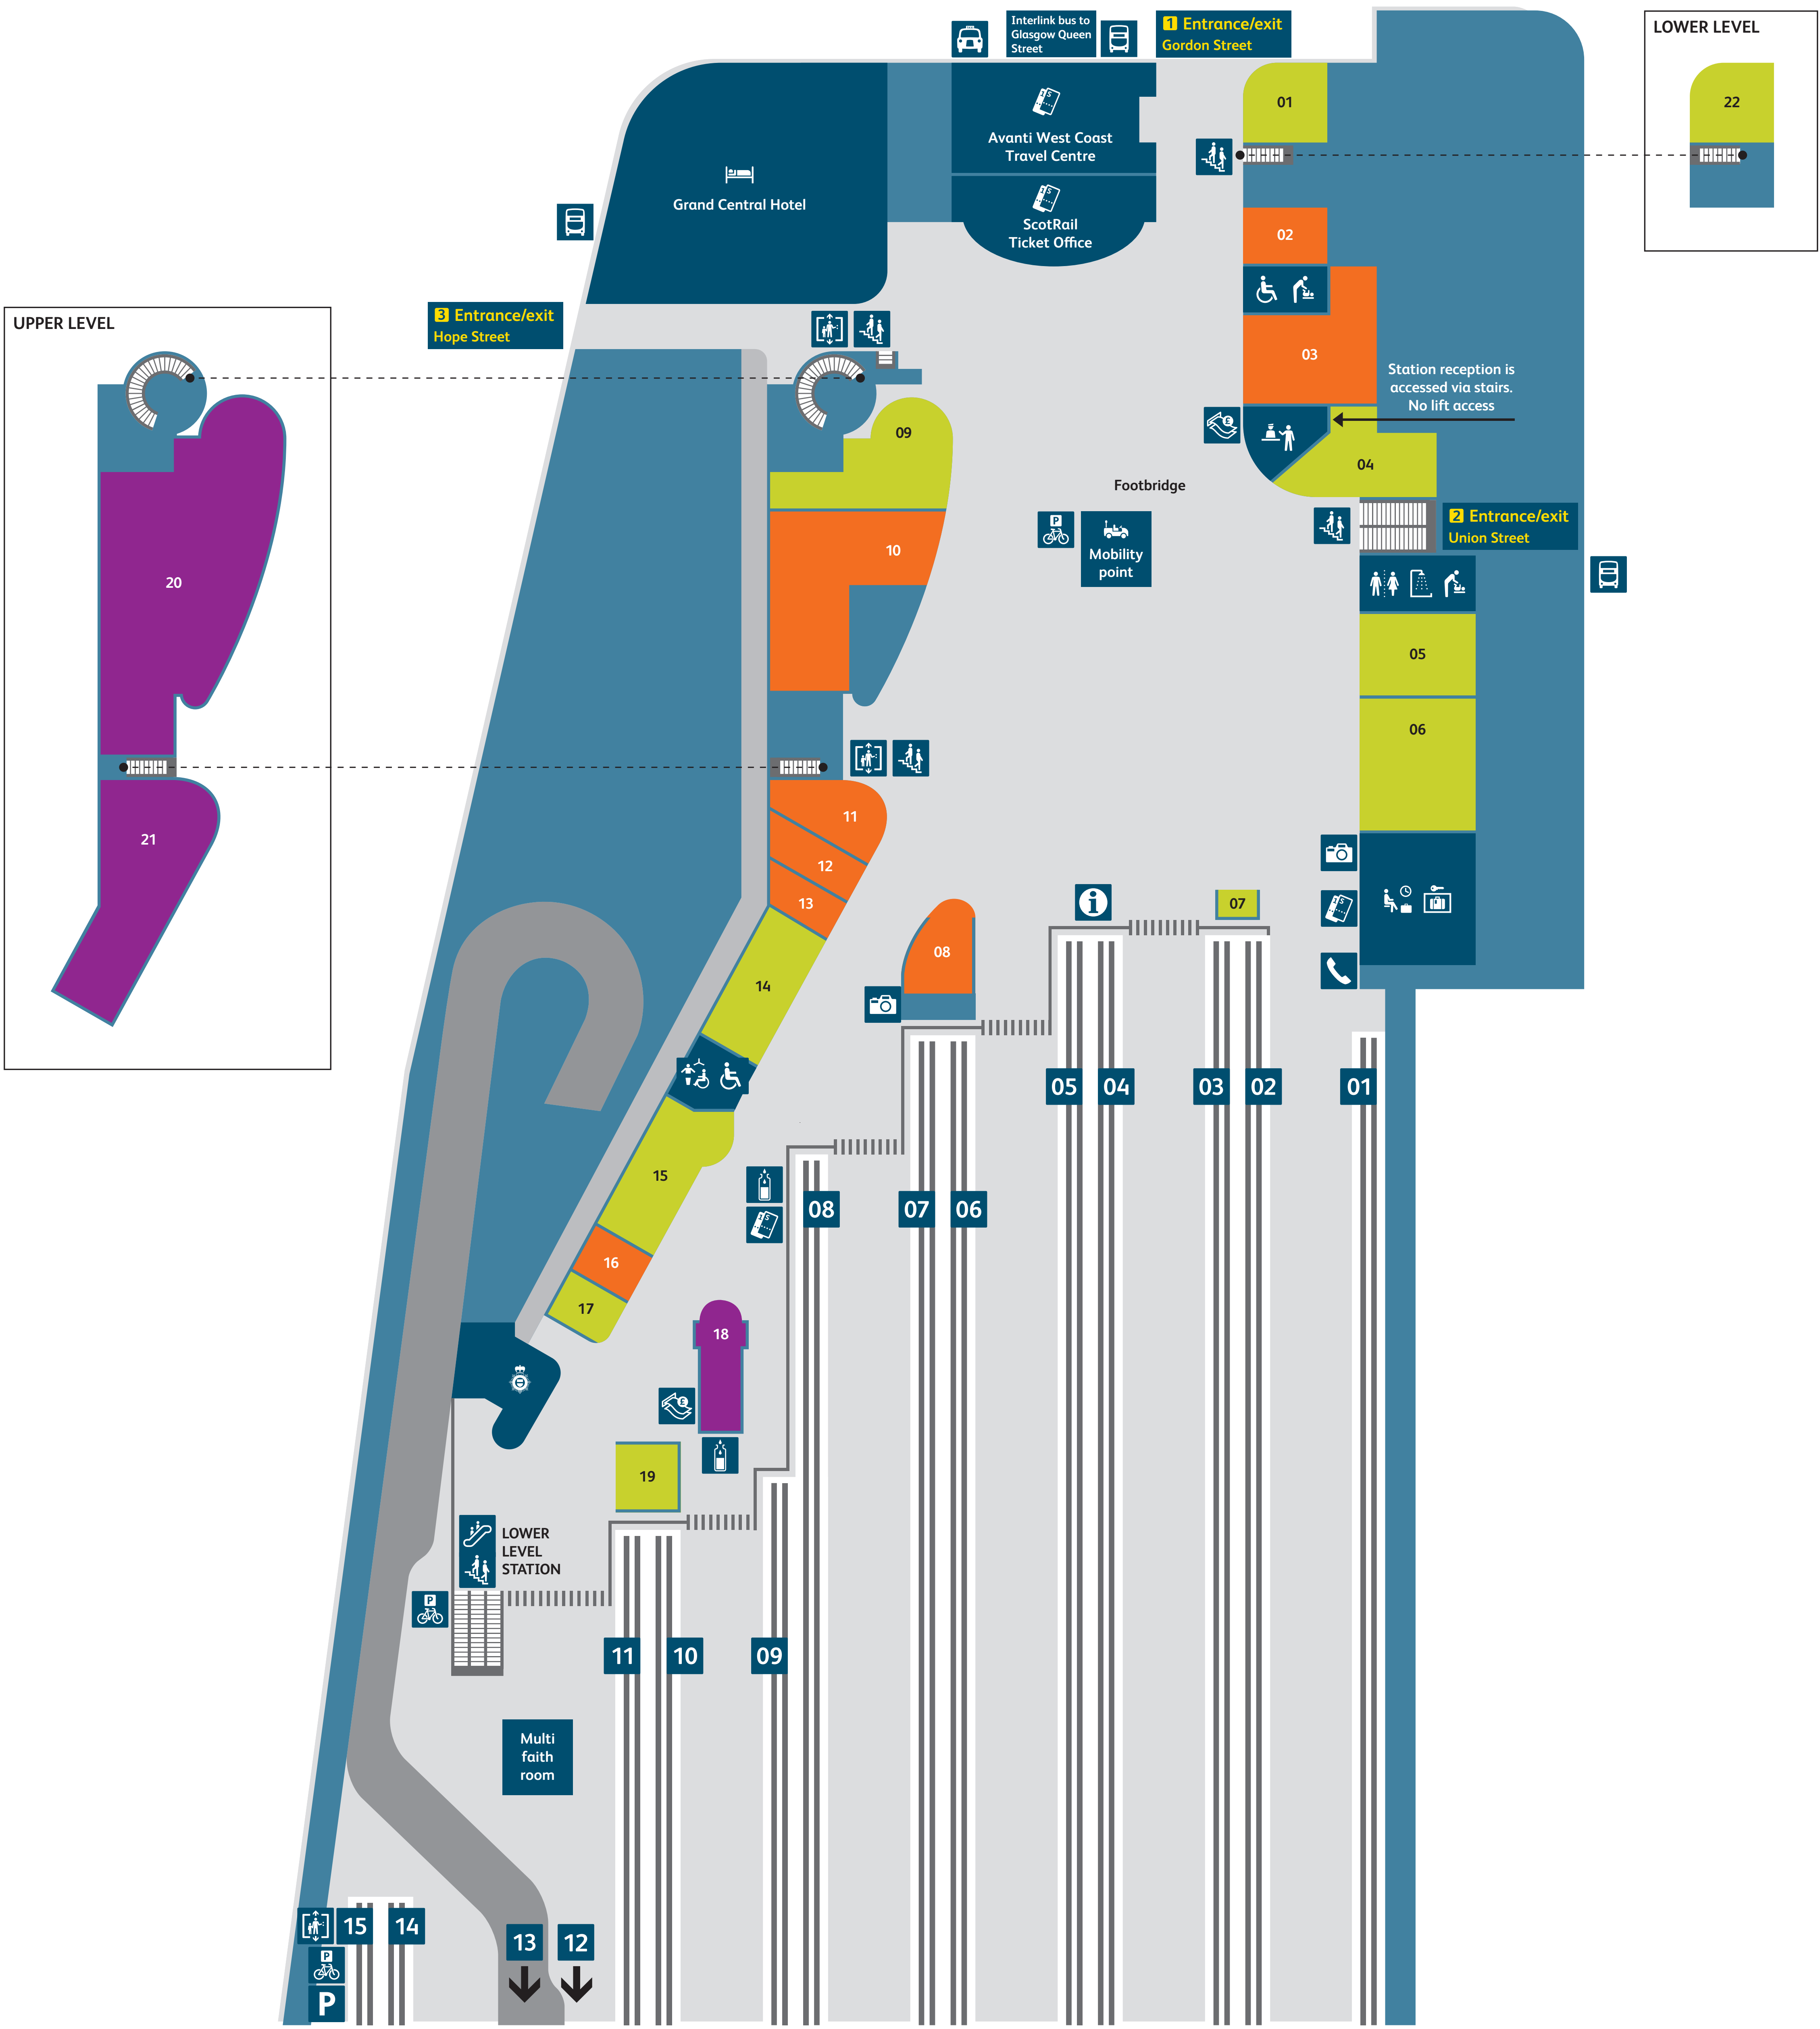 Interlink bus to
Glasgow Queen
Street
1 Entrance/exit
Gordon Street
LOWER LEVEL
22
01
Avanti West Coast
Travel Centre
Grand Central Hotel
ScotRail
Ticket Office
02
3 Entrance/exit
Hope Street
UPPER LEVEL
03
Station reception is
accessed via stairs.
No lift access
09
04
Footbridge
2 Entrance/exit
Union Street
P
Mobility
point
10
20
05
06
11
21
12
13
07
08
14
05
04
03
02
01
15
08
07
06
16
17
18
19
LOWER
LEVEL
STATION
P
11
10
09
Multi
faith
room
15
14
13
12
P
P